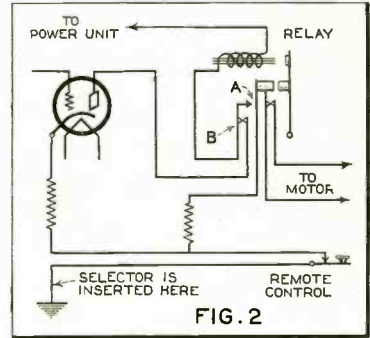 TO
POWER UNIT
RELAY
A
B
TO
MOTOR
SELECTOR IS
INSERTED HERE
REMOTE
CONTROL
FIG. 2